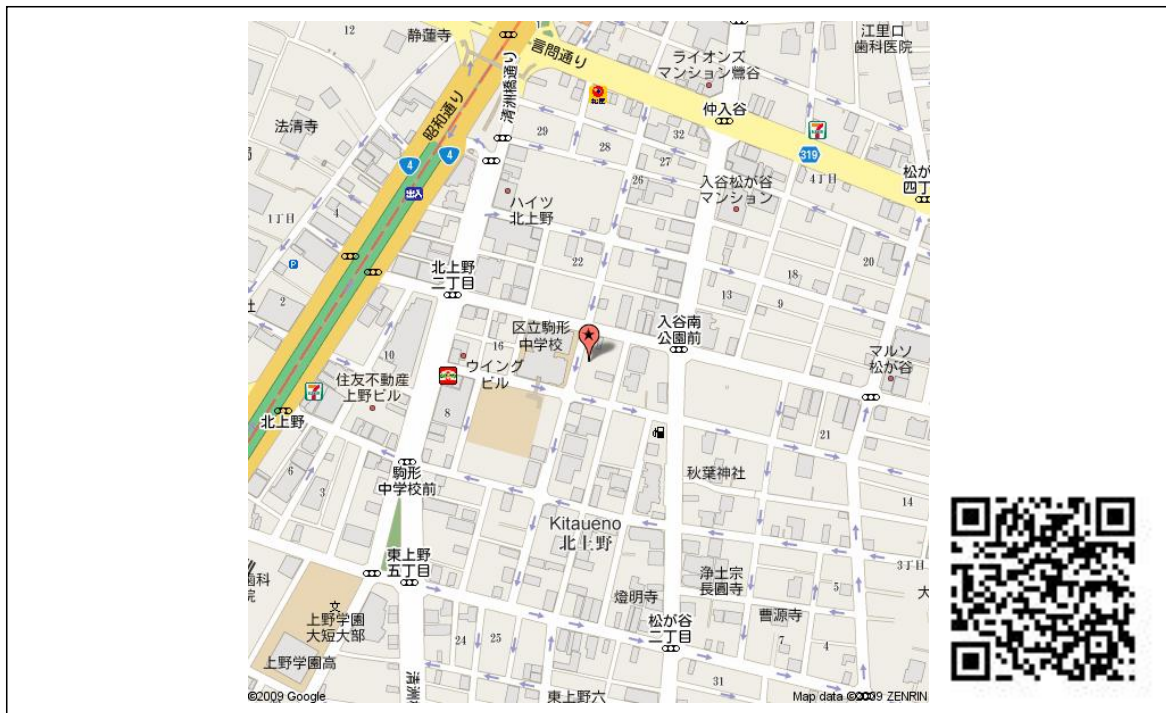 12
静蓮寺
言問通り
ライオンズ
マンション鶯谷
江里口
歯科医院
清洲橋通り
昭和通り
法清寺
仲入谷
29
28
32
27
319
4丁目
松が
四丁
4
4
出入
26
入谷松が谷
マンション
ハイツ
北上野
1丁目
4
P
22
20
18
北上野
二丁目
13
9
2
区立駒形
中学校
16
入谷南
公園前
マルソ
松が谷
10
ウイング
ビル
住友不動産
上野ビル
8
北上野
21
6
3
駒形
中学校前
秋葉神社
14
Kitaueno
北上野
3丁目
東上野
五丁目
浄土宗
長圓寺
燈明寺
5
大
歯科
院
文
上野学園
大短大部
曹源寺
松が谷
二丁目
24
25
7
4
上野学園高
清洲
31
東上野六
©2009 Google
Map data ©2009 ZENRIN